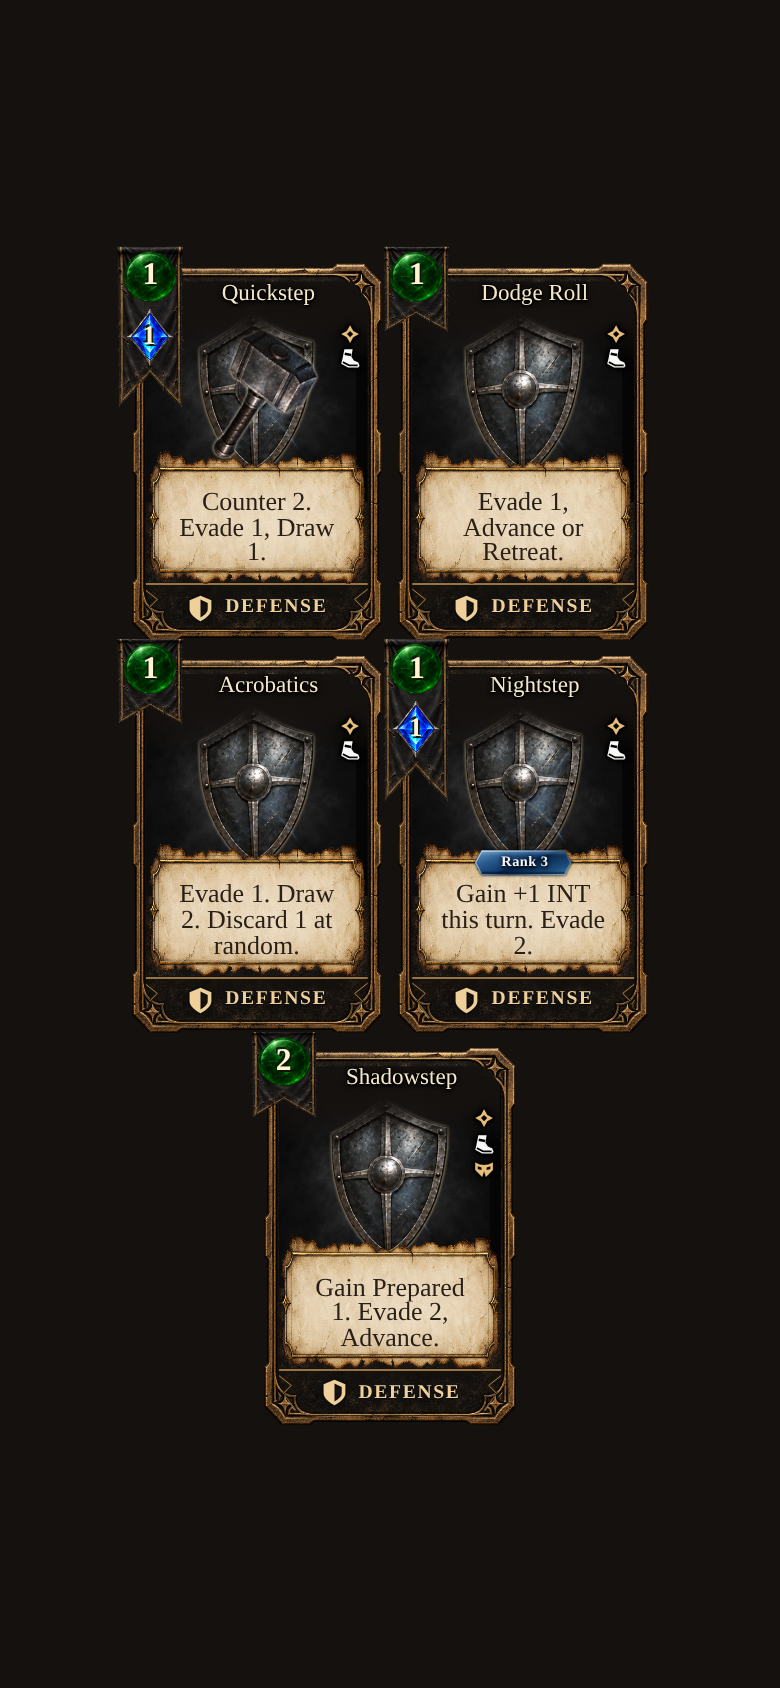 1
Quickstep
1
Counter 2.
Evade 1, Draw
1.
DEFENSE
1
Dodge Roll
Evade 1,
Advance or
Retreat.
DEFENSE
1
Acrobatics
Evade 1. Draw
2. Discard 1 at
random.
DEFENSE
1
Nightstep
1
Rank 3
Gain +1 INT
this turn. Evade
2.
DEFENSE
2
Shadowstep
Gain Prepared
1. Evade 2,
Advance.
DEFENSE